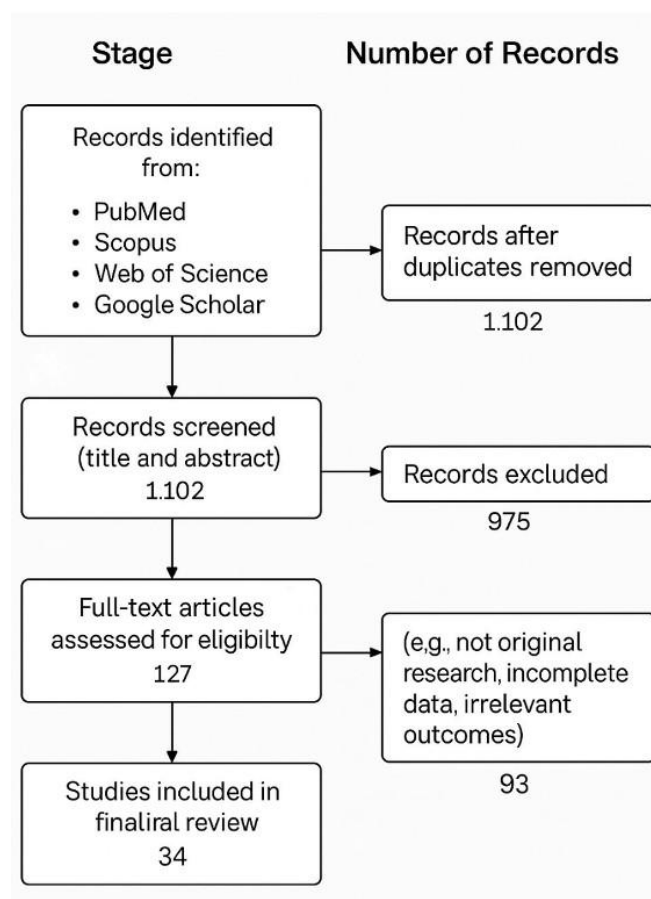 Stage
Number of Records
Records identified
from:
• PubMed
• Scopus
• Web of Science
• Google Scholar
Records after
duplicates removed
1.102
Records screened
(title and abstract)
1.102
Records excluded
975
Full-text articles
assessed for eligibilty
127
(e,g., not original
research, incomplete
data, irrelevant
outcomes)
93
Studies included in
finaliral review
34